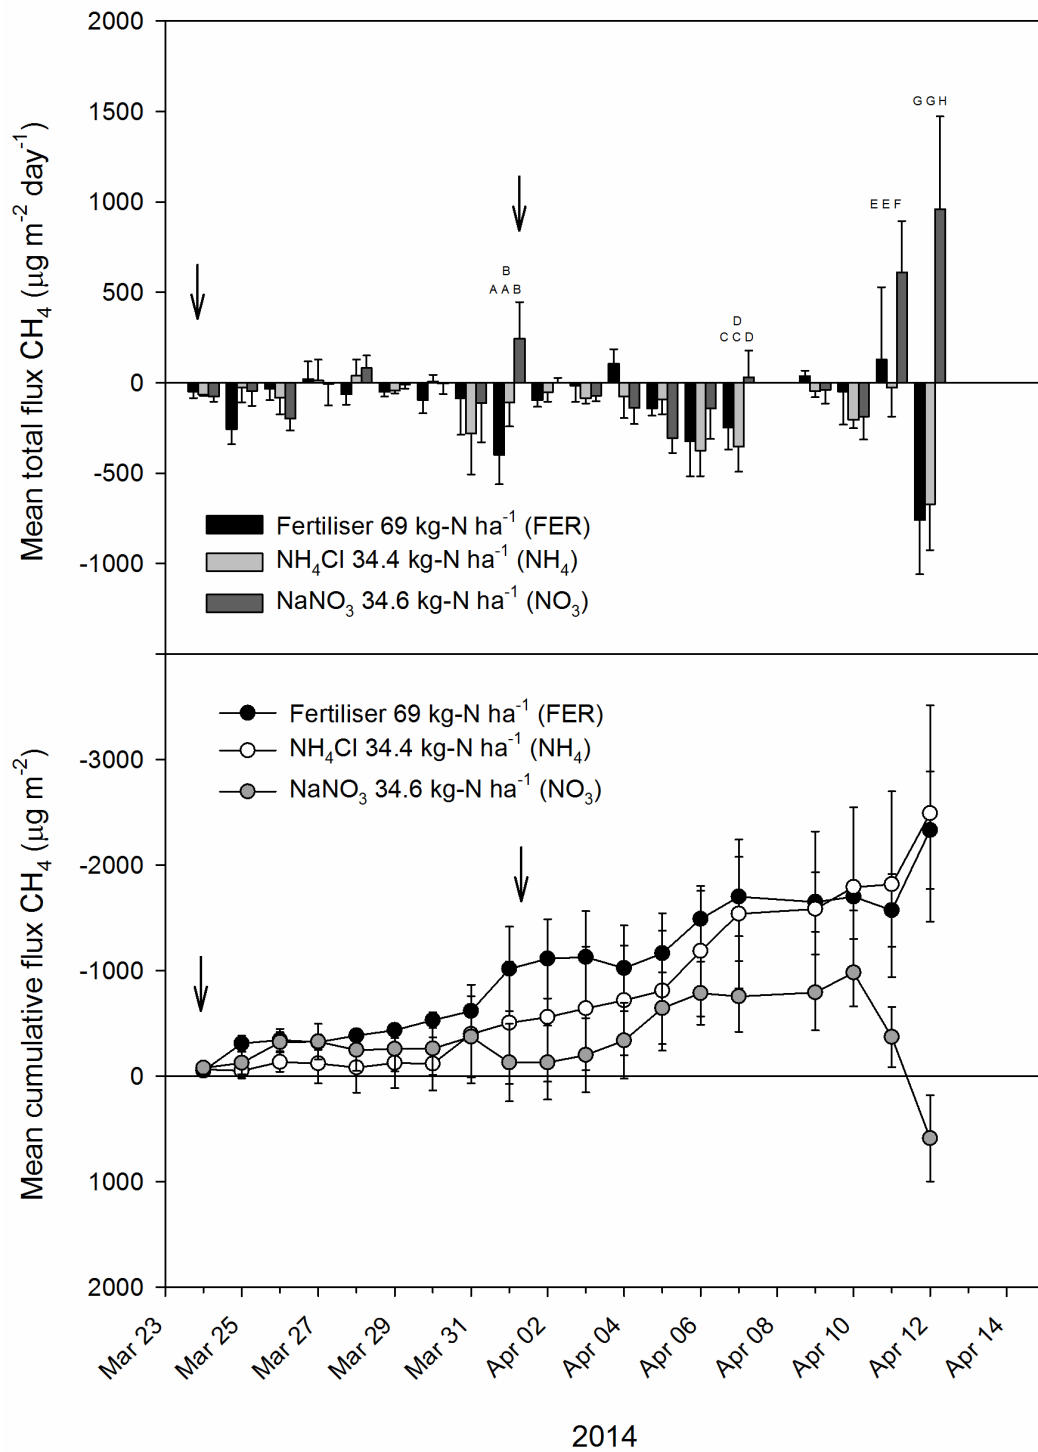 Mean total flux CH₄ (µg m⁻² day⁻¹)
2000
1500
1000
500
0
-500
-1000
B
A A B
D
C C D
E E F
G G H
Fertiliser 69 kg-N ha⁻¹ (FER)
NH₄Cl 34.4 kg-N ha⁻¹ (NH₄)
NaNO₃ 34.6 kg-N ha⁻¹ (NO₃)
Mean cumulative flux CH₄ (µg m⁻²)
-3000
-2000
-1000
0
1000
2000
Fertiliser 69 kg-N ha⁻¹ (FER)
NH₄Cl 34.4 kg-N ha⁻¹ (NH₄)
NaNO₃ 34.6 kg-N ha⁻¹ (NO₃)
Mar 23
Mar 25
Mar 27
Mar 29
Mar 31
Apr 02
Apr 04
Apr 06
Apr 08
Apr 10
Apr 12
Apr 14
2014